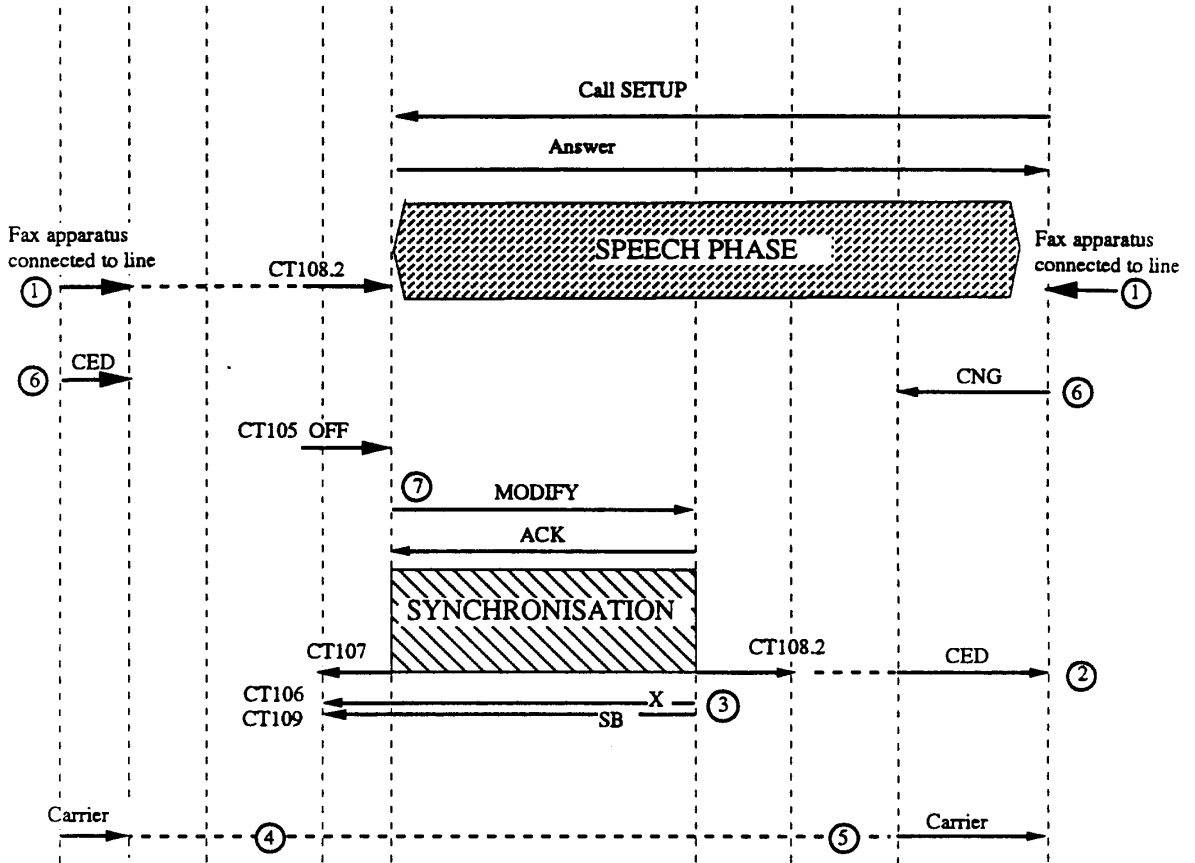 Call SETUP
Answer
SPEECH PHASE
Fax apparatus
connected to line
1
CT108.2
Fax apparatus
connected to line
1
6
CED
CNG
6
CT105 OFF
7
MODIFY
ACK
SYNCHRONISATION
CT107
CT108.2
CED
2
CT106
X
3
CT109
SB
Carrier
4
5
Carrier